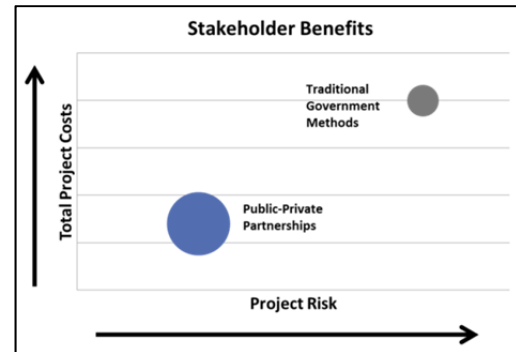 Stakeholder Benefits
Traditional
Government
Methods
Total Project Costs
Public-Private
Partnerships
Project Risk